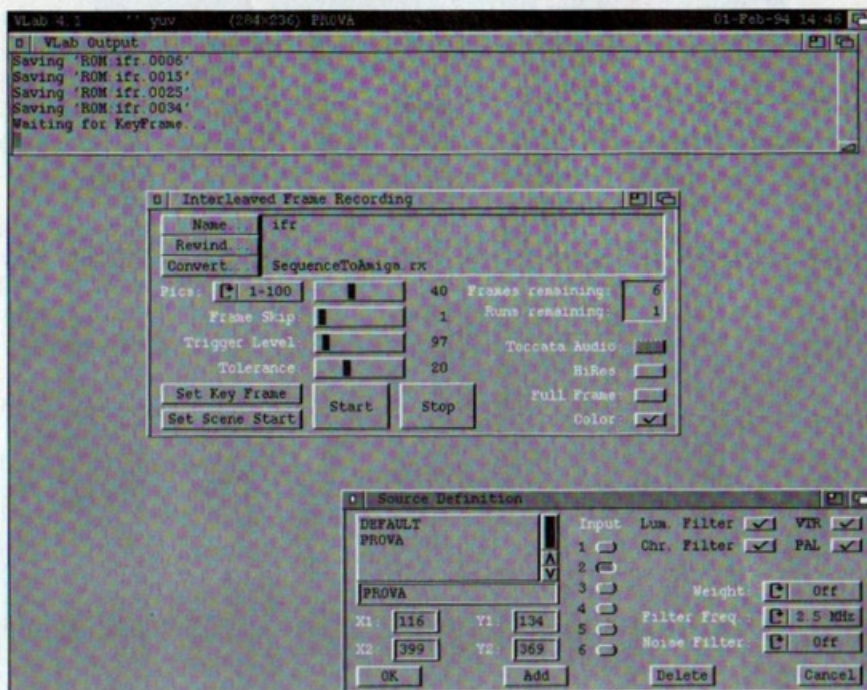 VLab 4.1 '' yuv (284×236) PROVA 01-Feb-94 14:46
VLab Output
Saving 'ROM:ifr.0006'
Saving 'ROM:ifr.0015'
Saving 'ROM:ifr.0025'
Saving 'ROM:ifr.0034'
Waiting for KeyFrame...
Interleaved Frame Recording
Name... ifr
Rewind...
Convert... SequenceToAmiga.rx
Pics: 1-100 40 Frames remaining: 6
Frame Skip: 1 Runs remaining: 1
Trigger Level: 97 Toccata Audio:
Tolerance: 20 HiRes:
Set Key Frame Start Stop Full Frame:
Set Scene Start Color:
Source Definition
DEFAULT Input Lum. Filter VTR
PROVA 1 Chr. Filter PAL
2
PROVA 3 Weight: Off
X1: 116 Y1: 134 4 Filter Freq.: 2.5 MHz
5 Noise Filter: Off
X2: 399 Y2: 369 6
OK Add Delete Cancel